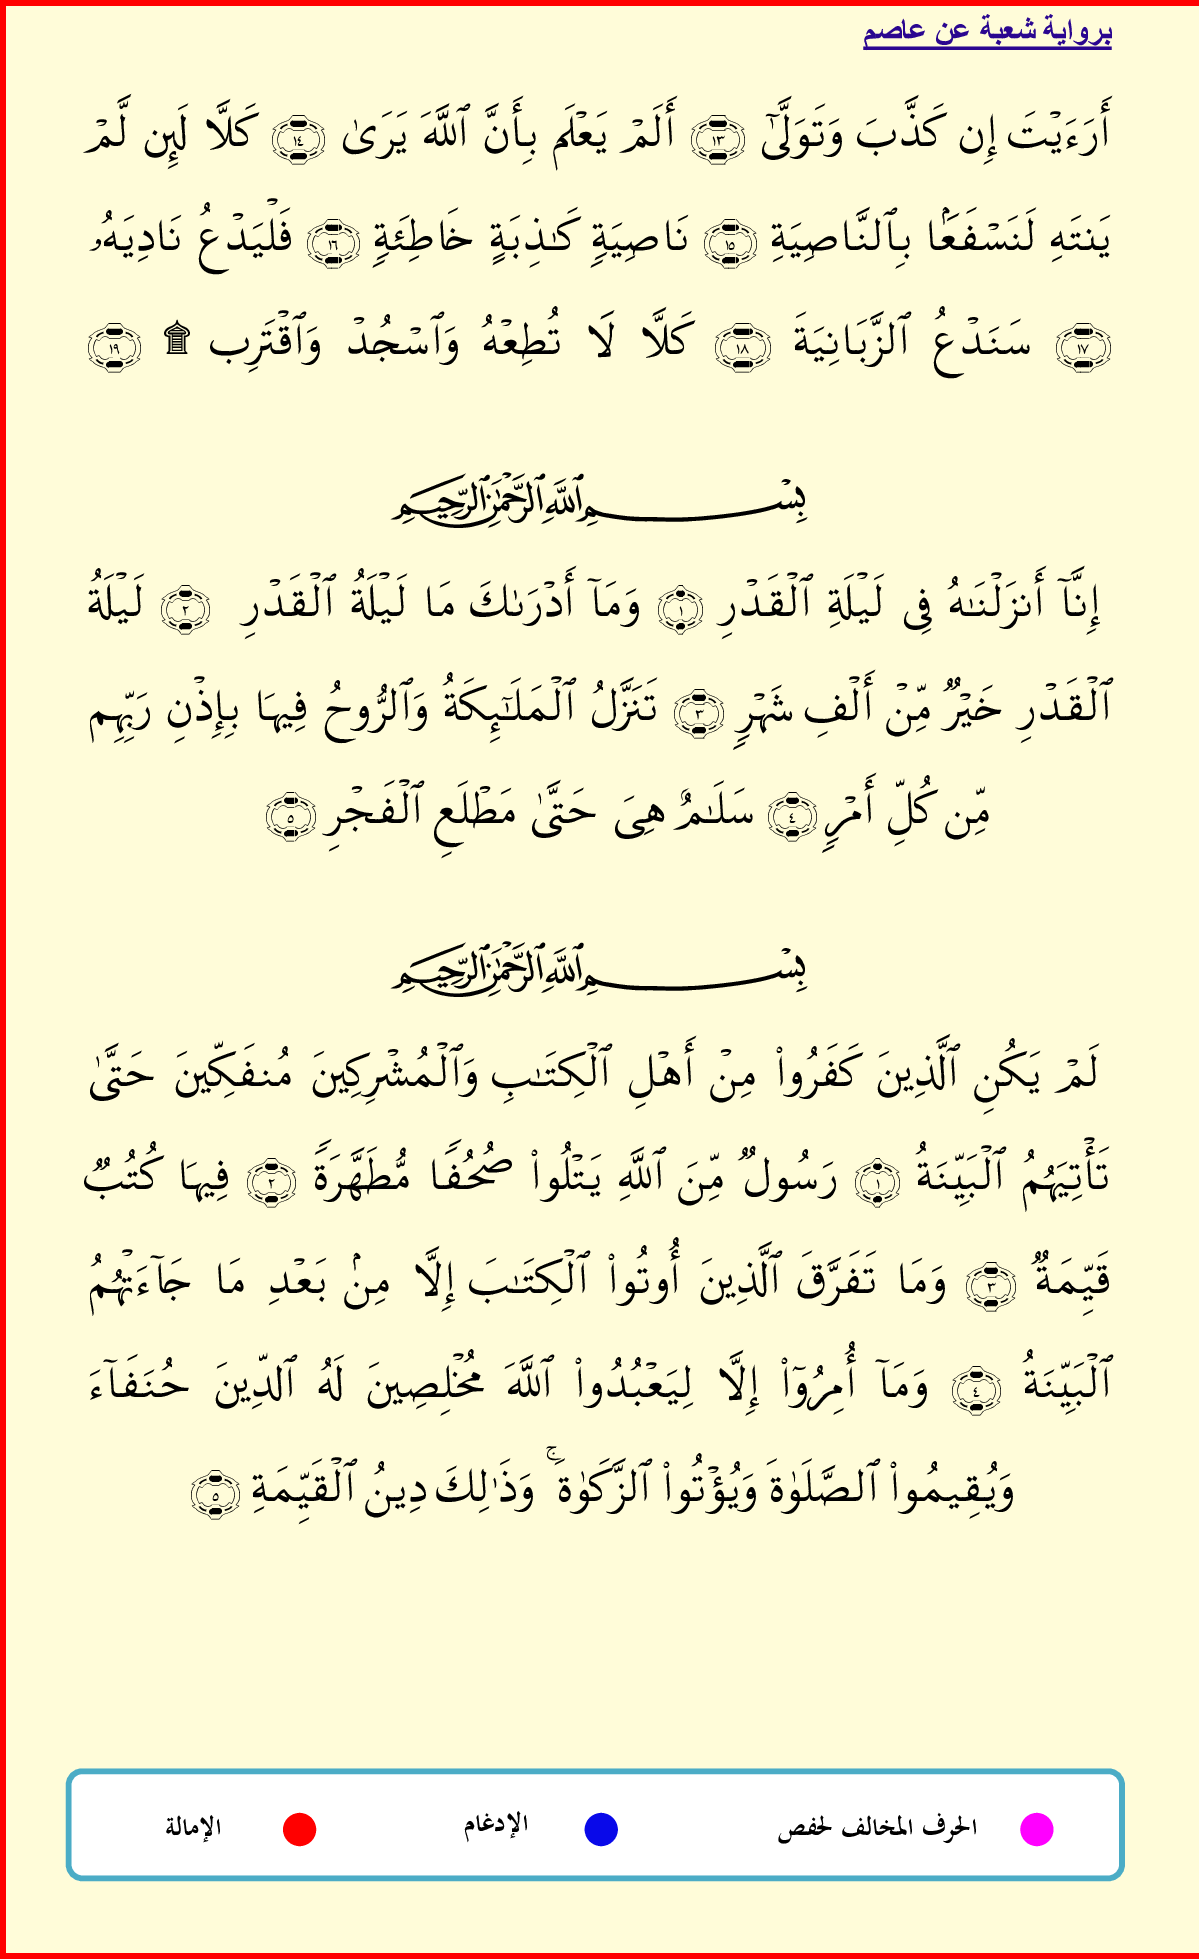 برواية شعبة عن عاصم
أَرَءَيْتَ إِن كَذَّبَ وَتَوَلَّىٰٓ ١٣ أَلَمْ يَعْلَم بِأَنَّ ٱللَّهَ يَرَىٰ ١٤ كَلَّا لَئِن لَّمْ
يَنتَهِ لَنَسْفَعَۢا بِٱلنَّاصِيَةِ ١٥ نَاصِيَةٍ كَٰذِبَةٍ خَاطِئَةٍ ١٦ فَلْيَدْعُ نَادِيَهُۥ
١٧ سَنَدْعُ ٱلزَّبَانِيَةَ ١٨ كَلَّا لَا تُطِعْهُ وَٱسْجُدْ وَٱقْتَرِب ۩ ١٩
بِسْمِ ٱللَّهِ ٱلرَّحْمَٰنِ ٱلرَّحِيمِ
إِنَّآ أَنزَلْنَٰهُ فِى لَيْلَةِ ٱلْقَدْرِ ١ وَمَآ أَدْرَىٰكَ مَا لَيْلَةُ ٱلْقَدْرِ ٢ لَيْلَةُ
ٱلْقَدْرِ خَيْرٌ مِّنْ أَلْفِ شَهْرٍ ٣ تَنَزَّلُ ٱلْمَلَٰٓئِكَةُ وَٱلرُّوحُ فِيهَا بِإِذْنِ رَبِّهِم
مِّن كُلِّ أَمْرٍ ٤ سَلَٰمٌ هِىَ حَتَّىٰ مَطْلَعِ ٱلْفَجْرِ ٥
بِسْمِ ٱللَّهِ ٱلرَّحْمَٰنِ ٱلرَّحِيمِ
لَمْ يَكُنِ ٱلَّذِينَ كَفَرُوا۟ مِنْ أَهْلِ ٱلْكِتَٰبِ وَٱلْمُشْرِكِينَ مُنفَكِّينَ حَتَّىٰ
تَأْتِيَهُمُ ٱلْبَيِّنَةُ ١ رَسُولٌ مِّنَ ٱللَّهِ يَتْلُوا۟ صُحُفًا مُّطَهَّرَةً ٢ فِيهَا كُتُبٌ
قَيِّمَةٌ ٣ وَمَا تَفَرَّقَ ٱلَّذِينَ أُوتُوا۟ ٱلْكِتَٰبَ إِلَّا مِنۢ بَعْدِ مَا جَآءَتْهُمُ
ٱلْبَيِّنَةُ ٤ وَمَآ أُمِرُوٓا۟ إِلَّا لِيَعْبُدُوا۟ ٱللَّهَ مُخْلِصِينَ لَهُ ٱلدِّينَ حُنَفَآءَ
وَيُقِيمُوا۟ ٱلصَّلَوٰةَ وَيُؤْتُوا۟ ٱلزَّكَوٰةَ ۚ وَذَٰلِكَ دِينُ ٱلْقَيِّمَةِ ٥
الحرف المخالف لحفص الإدغام الإمالة